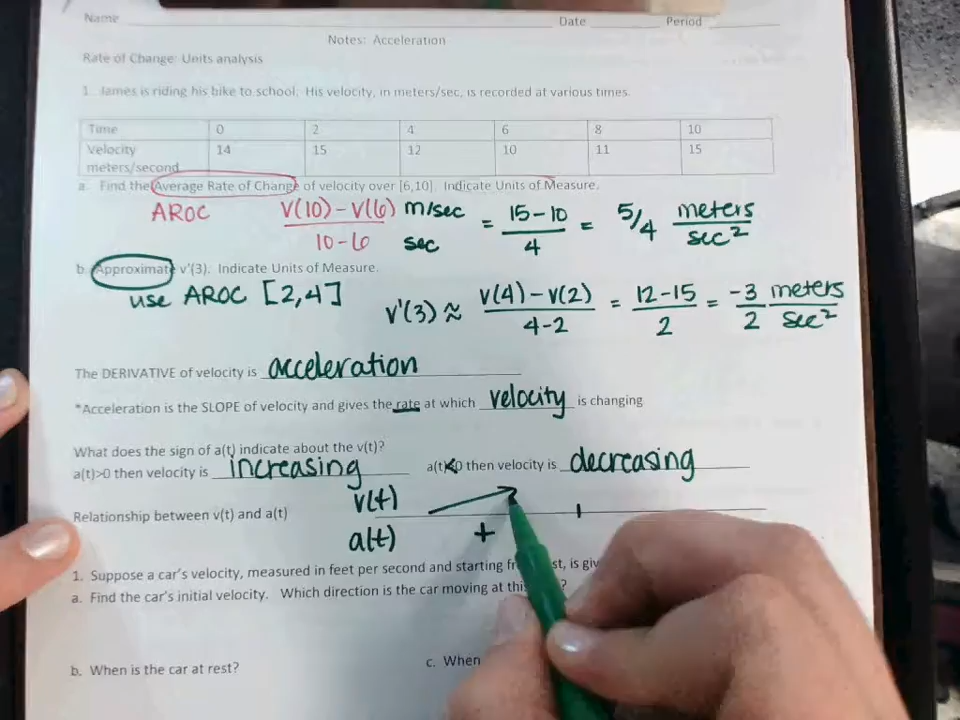 Name Date Period
Notes: Acceleration
Rate of Change: Units analysis
1. James is riding his bike to school. His velocity, in meters/sec, is recorded at various times.
Time 0 2 4 6 8 10
Velocity 14 15 12 10 11 15
meters/second
a. Find the Average Rate of Change of velocity over [6,10]. Indicate Units of Measure.
AROC V(10) - V(6) / 10 - 6 m/sec / sec = 15 - 10 / 4 = 5/4 meters / sec²
b. Approximate v'(3). Indicate Units of Measure.
use AROC [2,4] v'(3) ≈ v(4) - v(2) / 4-2 = 12-15 / 2 = -3/2 meters / sec²
The DERIVATIVE of velocity is acceleration
*Acceleration is the SLOPE of velocity and gives the rate at which velocity is changing
What does the sign of a(t) indicate about the v(t)?
a(t)>0 then velocity is increasing a(t)<0 then velocity is decreasing
v(t)
Relationship between v(t) and a(t)
a(t) +
1. Suppose a car's velocity, measured in feet per second and starting
a. Find the car's initial velocity. Which direction is the car moving at
b. When is the car at rest? c. When